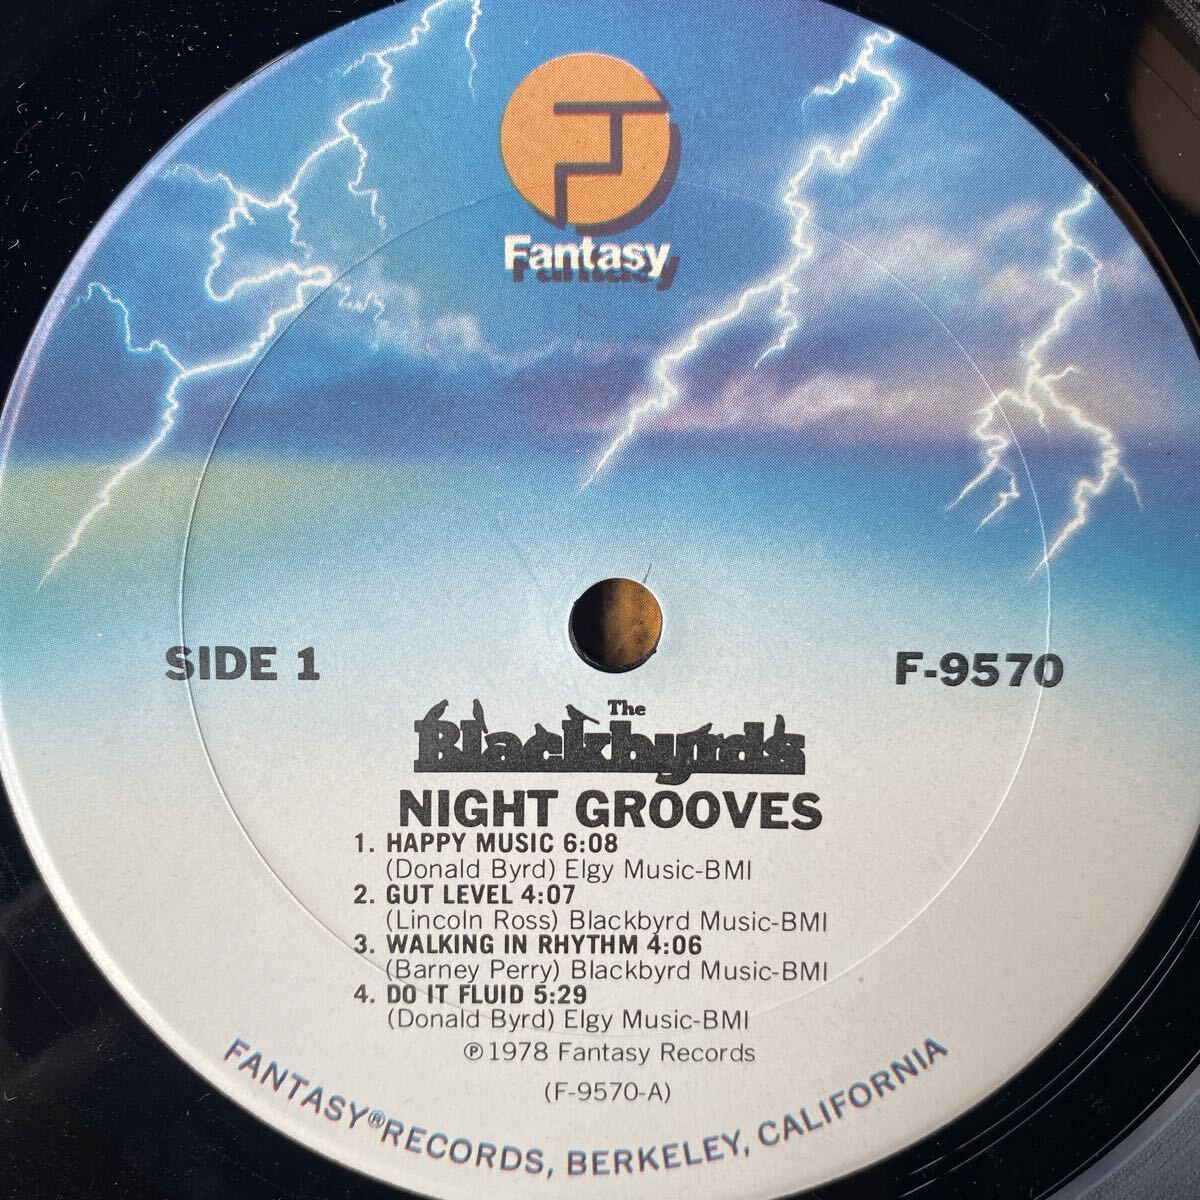 Fantasy
SIDE 1
F-9570
The
Blackbyrds
NIGHT GROOVES
1. HAPPY MUSIC 6:08
(Donald Byrd) Elgy Music-BMI
2. GUT LEVEL 4:07
(Lincoln Ross) Blackbyrd Music-BMI
3. WALKING IN RHYTHM 4:06
(Barney Perry) Blackbyrd Music-BMI
4. DO IT FLUID 5:29
(Donald Byrd) Elgy Music-BMI
℗ 1978 Fantasy Records
(F-9570-A)
FANTASY® RECORDS, BERKELEY, CALIFORNIA